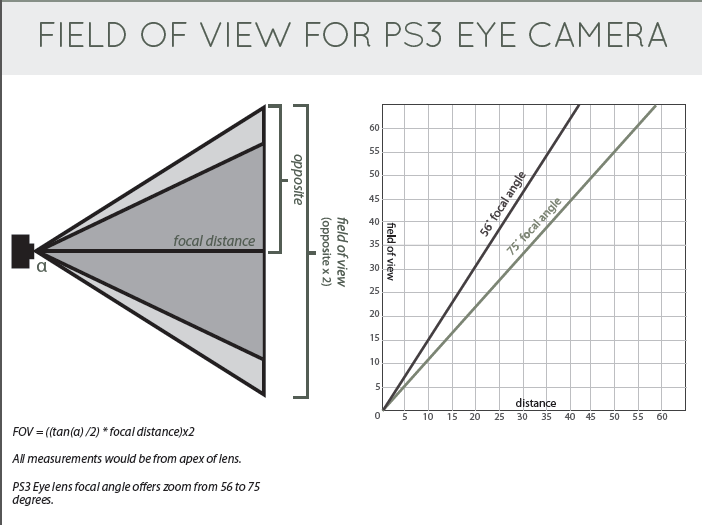 FIELD OF VIEW FOR PS3 EYE CAMERA
opposite
focal distance
α
field of view
(opposite x 2)
FOV = ((tan(a) /2) * focal distance)x2
All measurements would be from apex of lens.
PS3 Eye lens focal angle offers zoom from 56 to 75
degrees.
60
55
50
45
40
35
30
25
20
15
10
5
0
field of view
56˚ focal angle
75˚ focal angle
distance
5 10 15 20 25 30 35 40 45 50 55 60